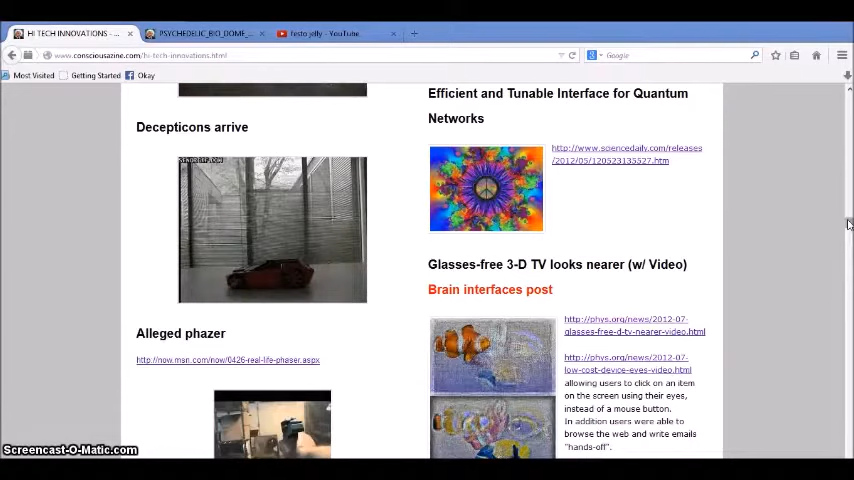 HI TECH INNOVATIONS - ...
PSYCHEDELIC_BIO_DOME_...
festo jelly - YouTube
www.consciousazine.com/hi-tech-innovations.html
Google
Most Visited
Getting Started
Okay
Decepticons arrive
Alleged phazer
http://now.msn.com/now/0426-real-life-phaser.aspx
Efficient and Tunable Interface for Quantum
Networks
http://www.sciencedaily.com/releases
/2012/05/120523135527.htm
Glasses-free 3-D TV looks nearer (w/ Video)
Brain interfaces post
http://phys.org/news/2012-07-
glasses-free-d-tv-nearer-video.html
http://phys.org/news/2012-07-
low-cost-device-eyes-video.html
allowing users to click on an item
on the screen using their eyes,
instead of a mouse button.
In addition users were able to
browse the web and write emails
"hands-off".
Screencast-O-Matic.com